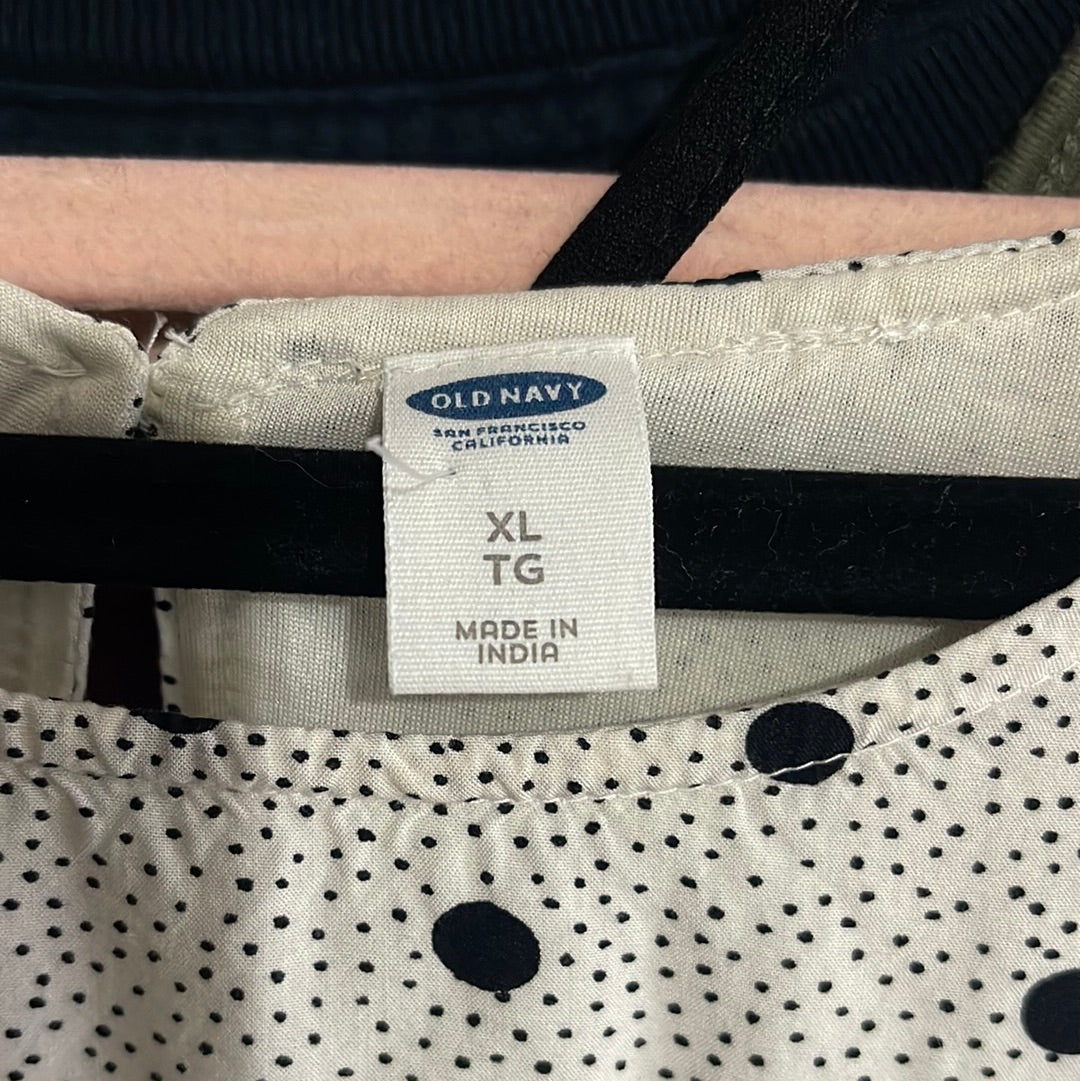 OLD NAVY
SAN FRANCISCO
CALIFORNIA
XL
TG
MADE IN
INDIA